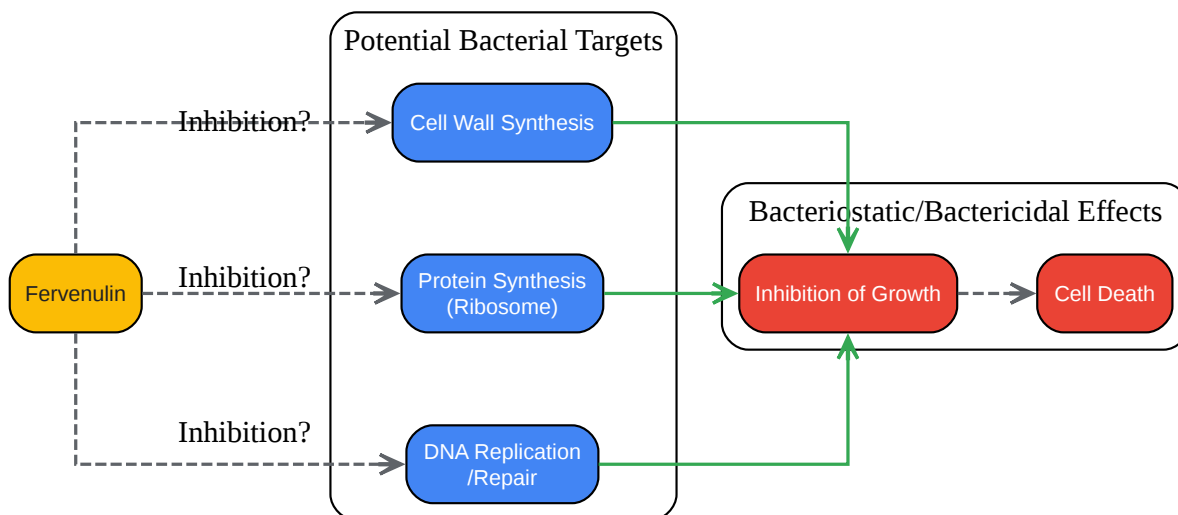 Potential Bacterial Targets
Inhibition?
Cell Wall Synthesis
Bacteriostatic/Bactericidal Effects
Fervenulin
Inhibition?
Protein Synthesis
(Ribosome)
Inhibition of Growth
Cell Death
Inhibition?
DNA Replication
/Repair